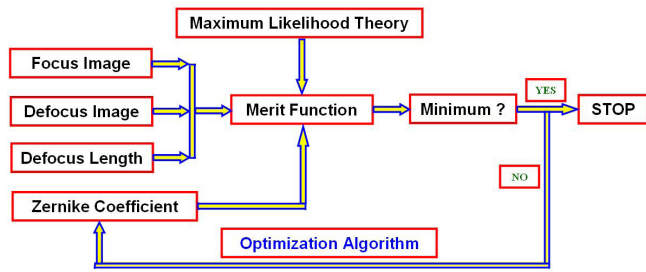 Maximum Likelihood Theory
Focus Image
Defocus Image
Defocus Length
Merit Function
Minimum ?
YES
STOP
NO
Zernike Coefficient
Optimization Algorithm